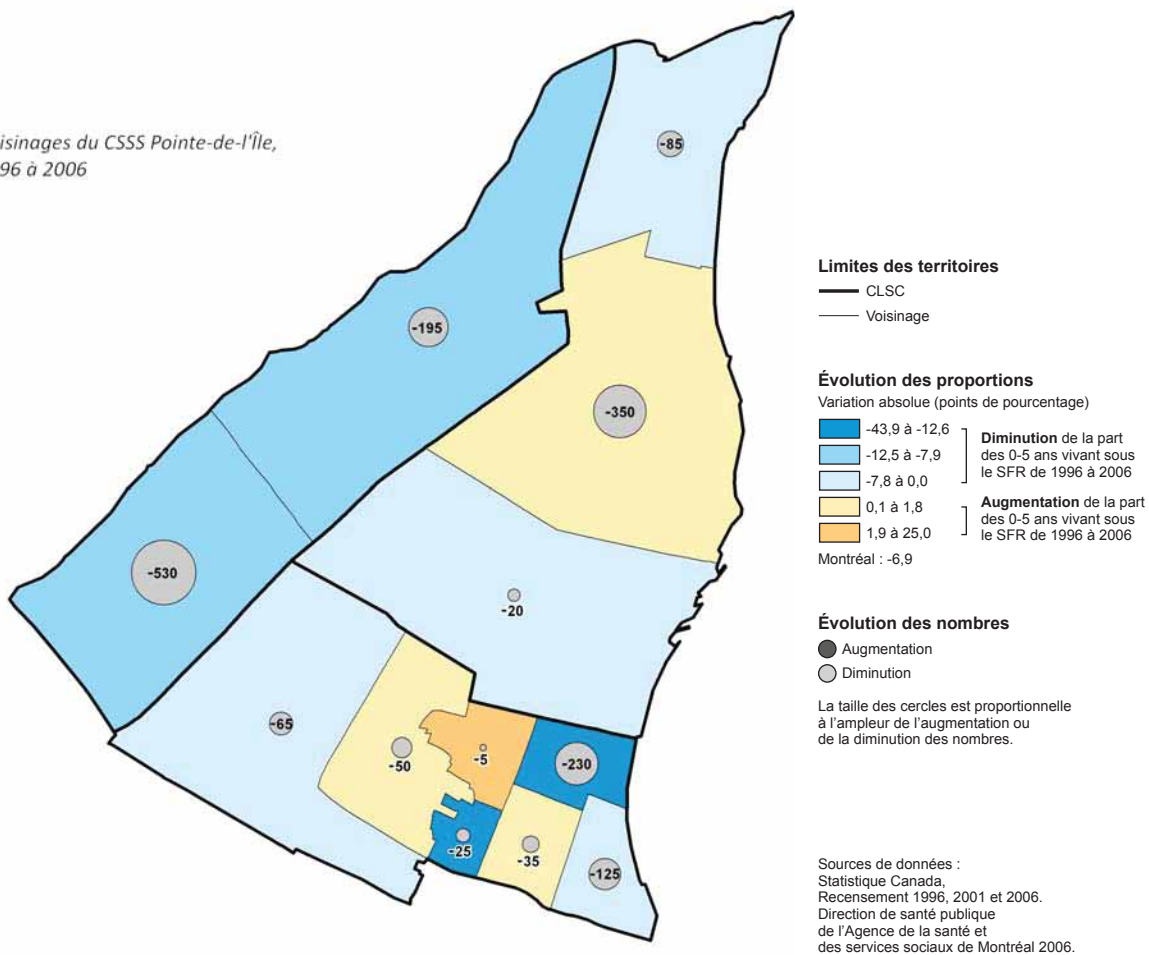 isinages du CSSS Pointe-de-l'Île,
96 à 2006
-85
-195
-350
-530
-20
-65
-50
-5
-230
-25
-35
-125
Limites des territoires
CLSC
Voisinage
Évolution des proportions
Variation absolue (points de pourcentage)
-43,9 à -12,6
-12,5 à -7,9
-7,8 à 0,0
Diminution de la part
des 0-5 ans vivant sous
le SFR de 1996 à 2006
0,1 à 1,8
1,9 à 25,0
Augmentation de la part
des 0-5 ans vivant sous
le SFR de 1996 à 2006
Montréal : -6,9
Évolution des nombres
Augmentation
Diminution
La taille des cercles est proportionnelle
à l'ampleur de l'augmentation ou
de la diminution des nombres.
Sources de données :
Statistique Canada,
Recensement 1996, 2001 et 2006.
Direction de santé publique
de l'Agence de la santé et
des services sociaux de Montréal 2006.